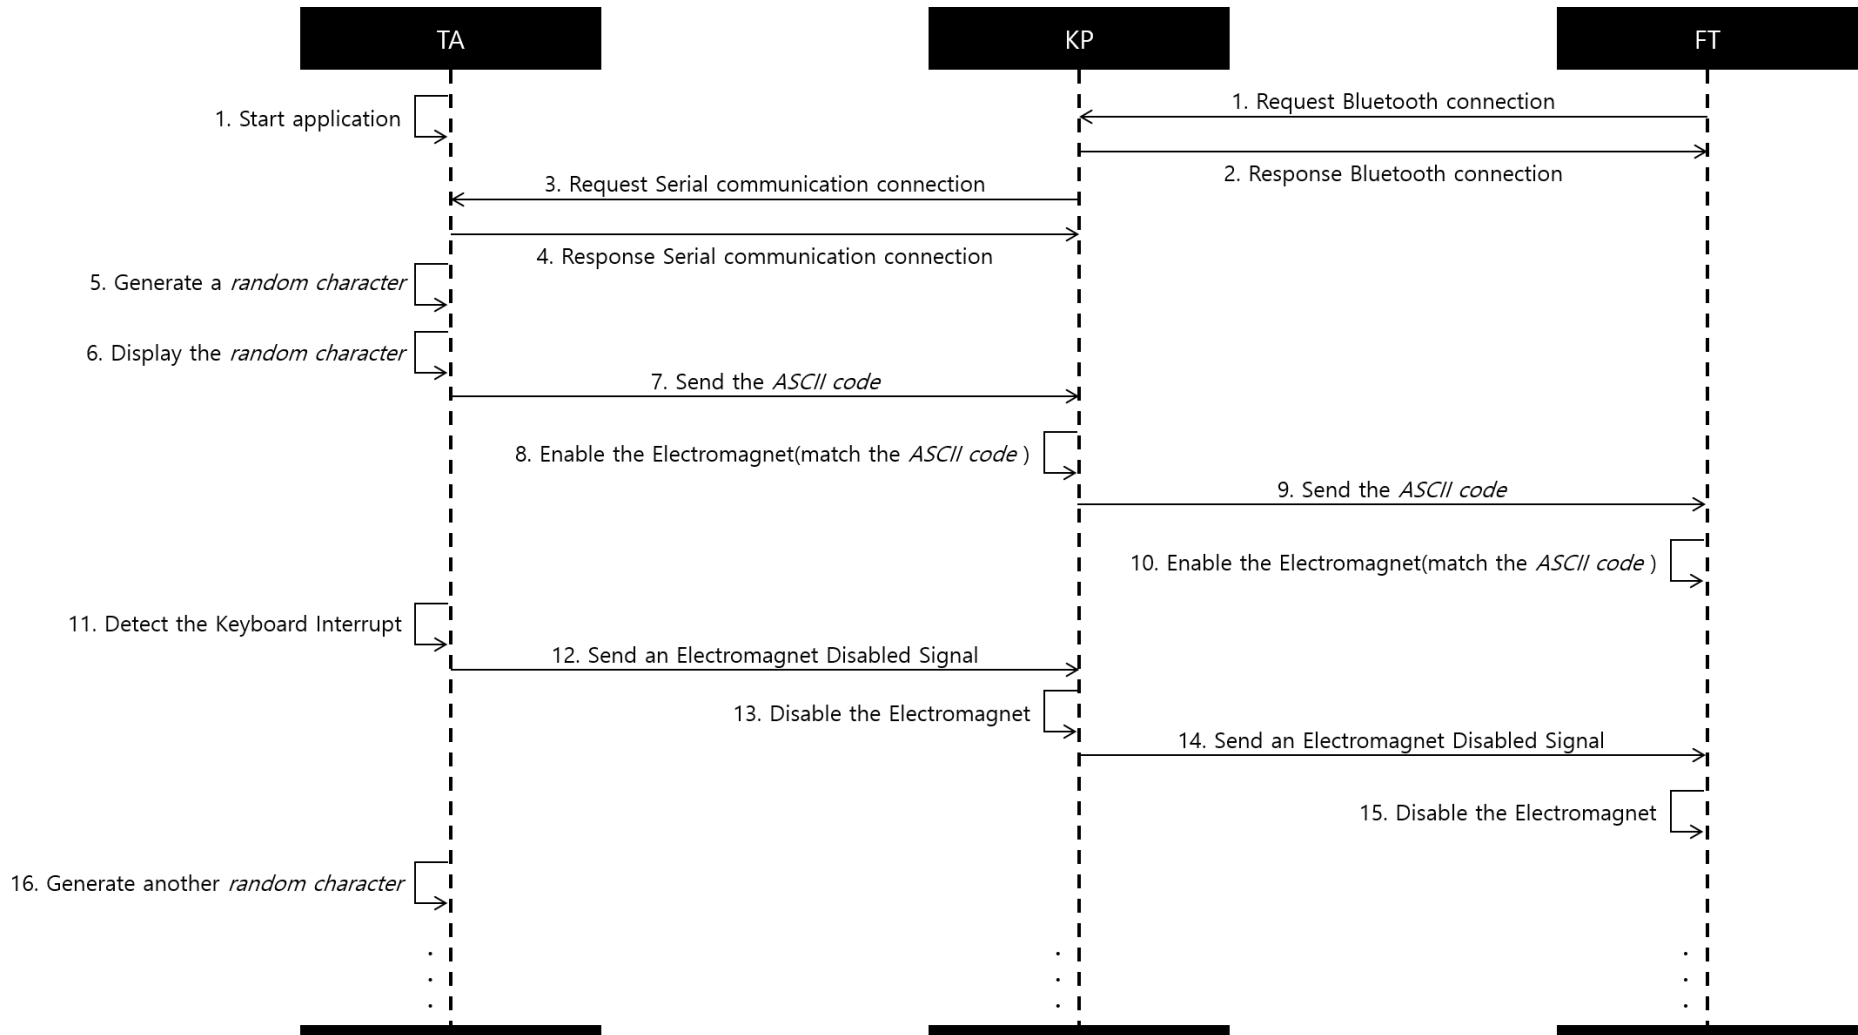 TA
KP
FT
1. Start application
1. Request Bluetooth connection
2. Response Bluetooth connection
3. Request Serial communication connection
4. Response Serial communication connection
5. Generate a random character
6. Display the random character
7. Send the ASCII code
8. Enable the Electromagnet(match the ASCII code )
9. Send the ASCII code
10. Enable the Electromagnet(match the ASCII code )
11. Detect the Keyboard Interrupt
12. Send an Electromagnet Disabled Signal
13. Disable the Electromagnet
14. Send an Electromagnet Disabled Signal
15. Disable the Electromagnet
16. Generate another random character